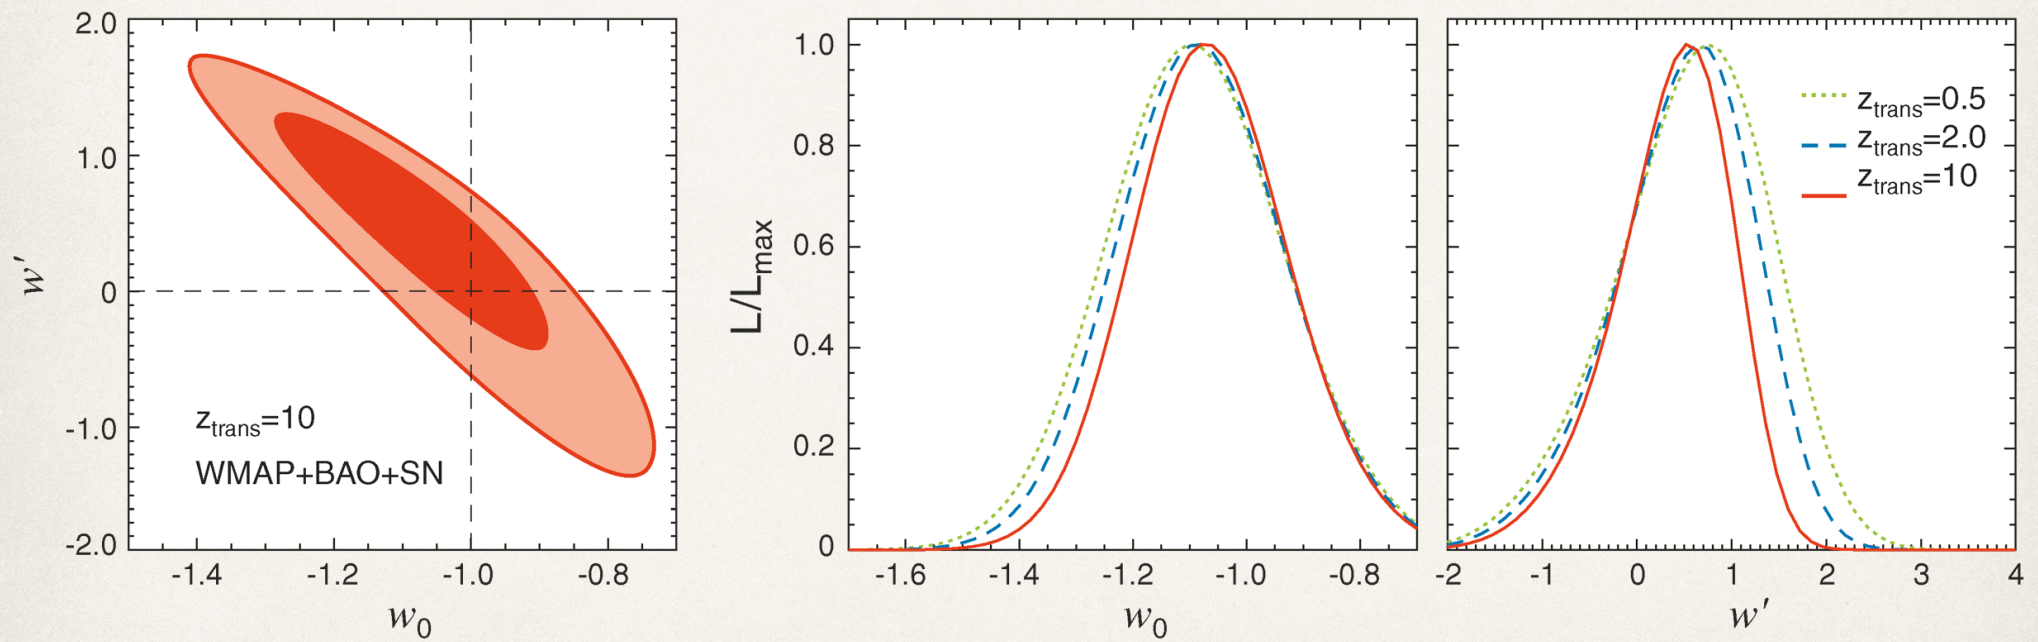 2.0
1.0
0
-1.0
-2.0
w′
z_trans=10
WMAP+BAO+SN
-1.4 -1.2 -1.0 -0.8
w_0
L/L_max
1.0
0.8
0.6
0.4
0.2
0
-1.6 -1.4 -1.2 -1.0 -0.8
w_0
z_trans=0.5
z_trans=2.0
z_trans=10
-2 -1 0 1 2 3 4
w′